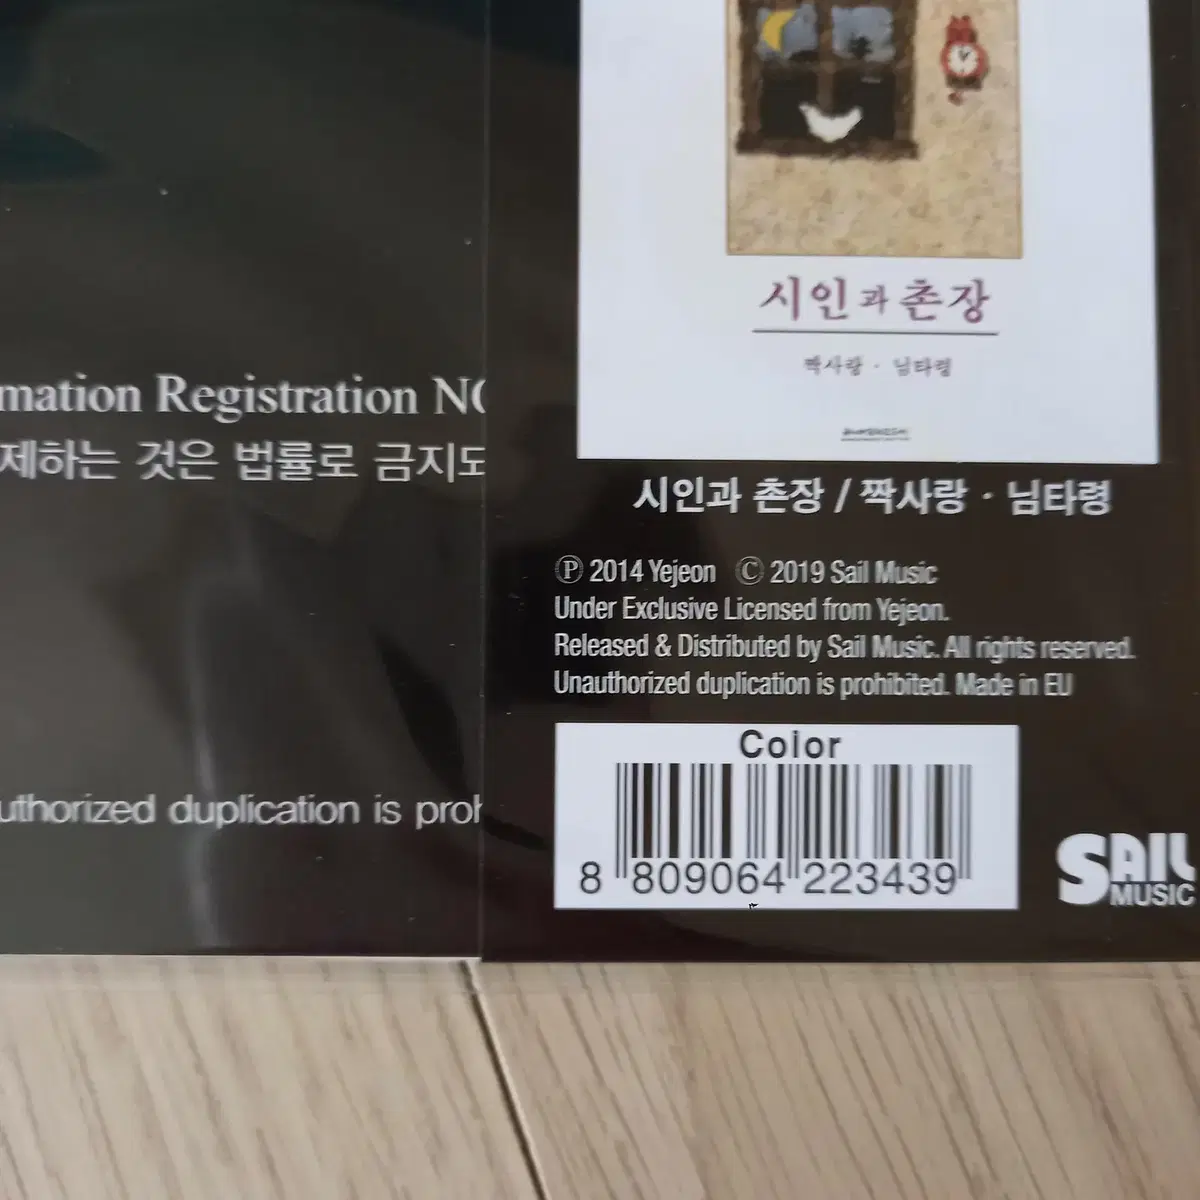 mation Registration NO
제하는 것은 법률로 금지되
uthorized duplication is proh
시인과 촌장
짝사랑 · 님타령
시인과 촌장 / 짝사랑 · 님타령
Ⓟ 2014 Yejeon © 2019 Sail Music
Under Exclusive Licensed from Yejeon.
Released & Distributed by Sail Music. All rights reserved.
Unauthorized duplication is prohibited. Made in EU
Color
8 809064 223439
SAIL
MUSIC